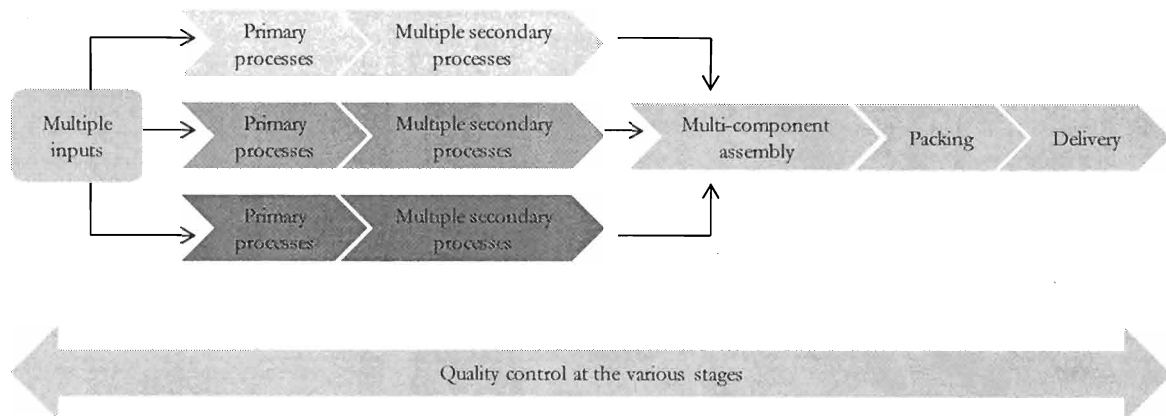 Primary
processes
Multiple secondary
processes
Multiple
inputs
Primary
processes
Multiple secondary
processes
Multi-component
assembly
Packing
Delivery
Primary
processes
Multiple secondary
processes
Quality control at the various stages